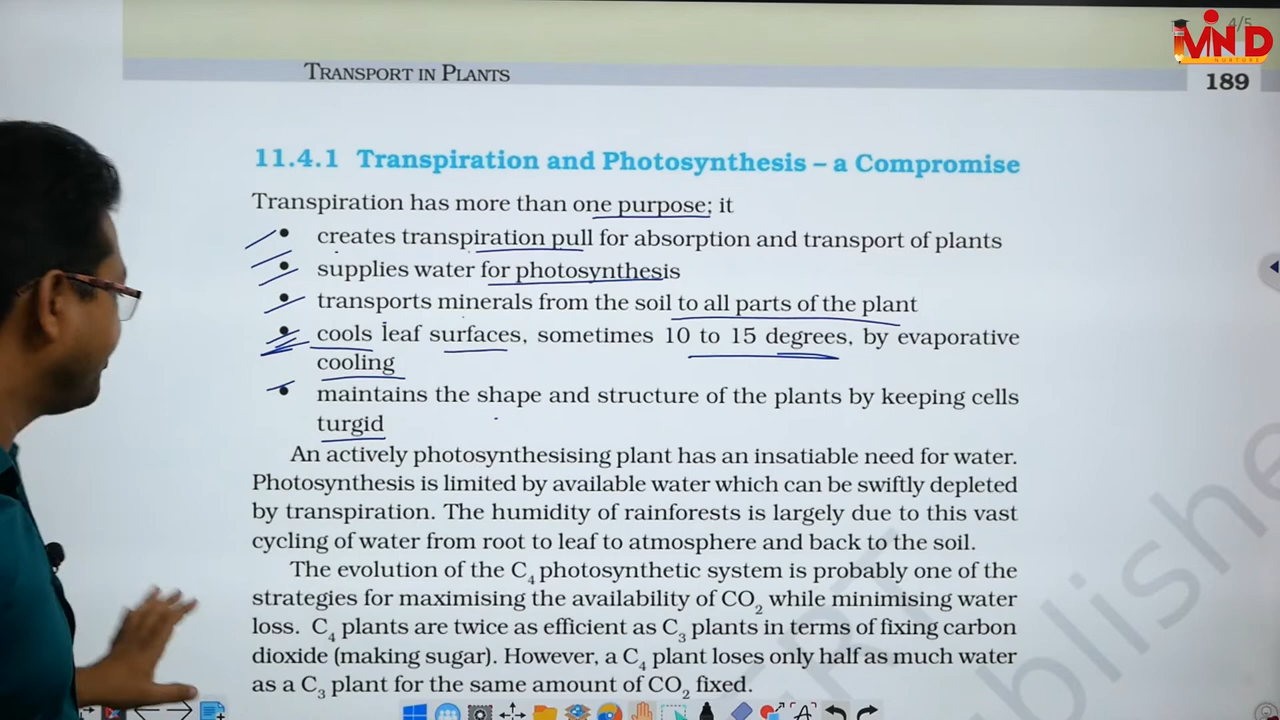 4/5
MIND
NURTURE
TRANSPORT IN PLANTS
189
11.4.1 Transpiration and Photosynthesis – a Compromise
Transpiration has more than one purpose; it
• creates transpiration pull for absorption and transport of plants
• supplies water for photosynthesis
• transports minerals from the soil to all parts of the plant
• cools leaf surfaces, sometimes 10 to 15 degrees, by evaporative
cooling
• maintains the shape and structure of the plants by keeping cells
turgid
An actively photosynthesising plant has an insatiable need for water.
Photosynthesis is limited by available water which can be swiftly depleted
by transpiration. The humidity of rainforests is largely due to this vast
cycling of water from root to leaf to atmosphere and back to the soil.
The evolution of the C₄ photosynthetic system is probably one of the
strategies for maximising the availability of CO₂ while minimising water
loss. C₄ plants are twice as efficient as C₃ plants in terms of fixing carbon
dioxide (making sugar). However, a C₄ plant loses only half as much water
as a C₃ plant for the same amount of CO₂ fixed.